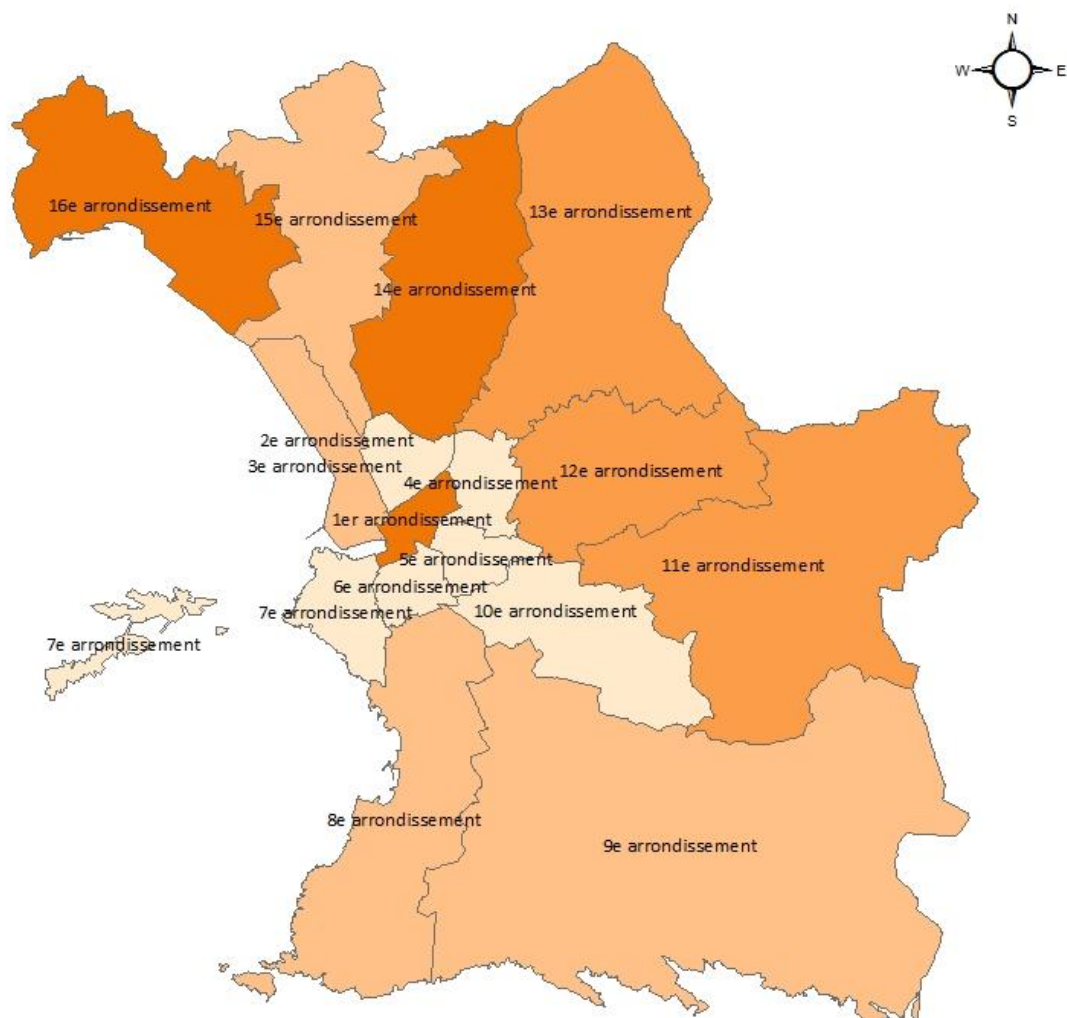 N
W
E
S
16e arrondissement
15e arrondissement
13e arrondissement
14e arrondissement
2e arrondissement
3e arrondissement
12e arrondissement
4e arrondissement
1er arrondissement
5e arrondissement
11e arrondissement
6e arrondissement
7e arrondissement
10e arrondissement
7e arrondissement
8e arrondissement
9e arrondissement